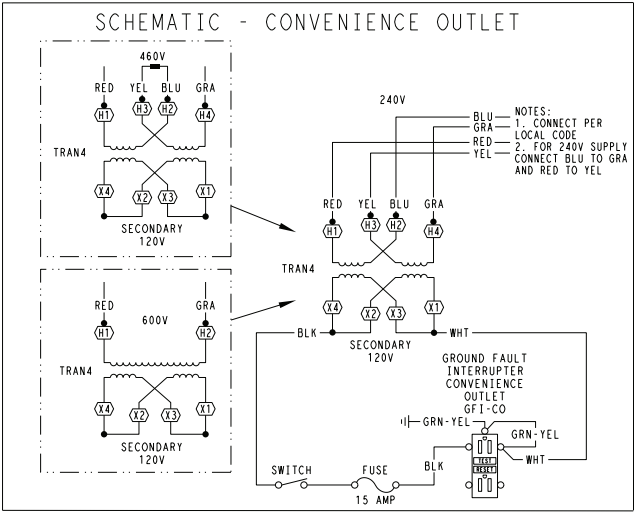 SCHEMATIC - CONVENIENCE OUTLET
460V
RED YEL BLU GRA
H1 H3 H2 H4
TRAN4
X4 X2 X3 X1
SECONDARY
120V
600V
RED GRA
H1 H2
TRAN4
X4 X2 X3 X1
SECONDARY
120V
240V
BLU
GRA
RED
YEL
NOTES:
1. CONNECT PER
LOCAL CODE
2. FOR 240V SUPPLY
CONNECT BLU TO GRA
AND RED TO YEL
RED YEL BLU GRA
H1 H3 H2 H4
TRAN4
X4 X2 X3 X1
BLK
WHT
SECONDARY
120V
GROUND FAULT
INTERRUPTER
CONVENIENCE
OUTLET
GFI-CO
GRN-YEL
GRN-YEL
WHT
BLK
TEST
RESET
SWITCH
FUSE
15 AMP